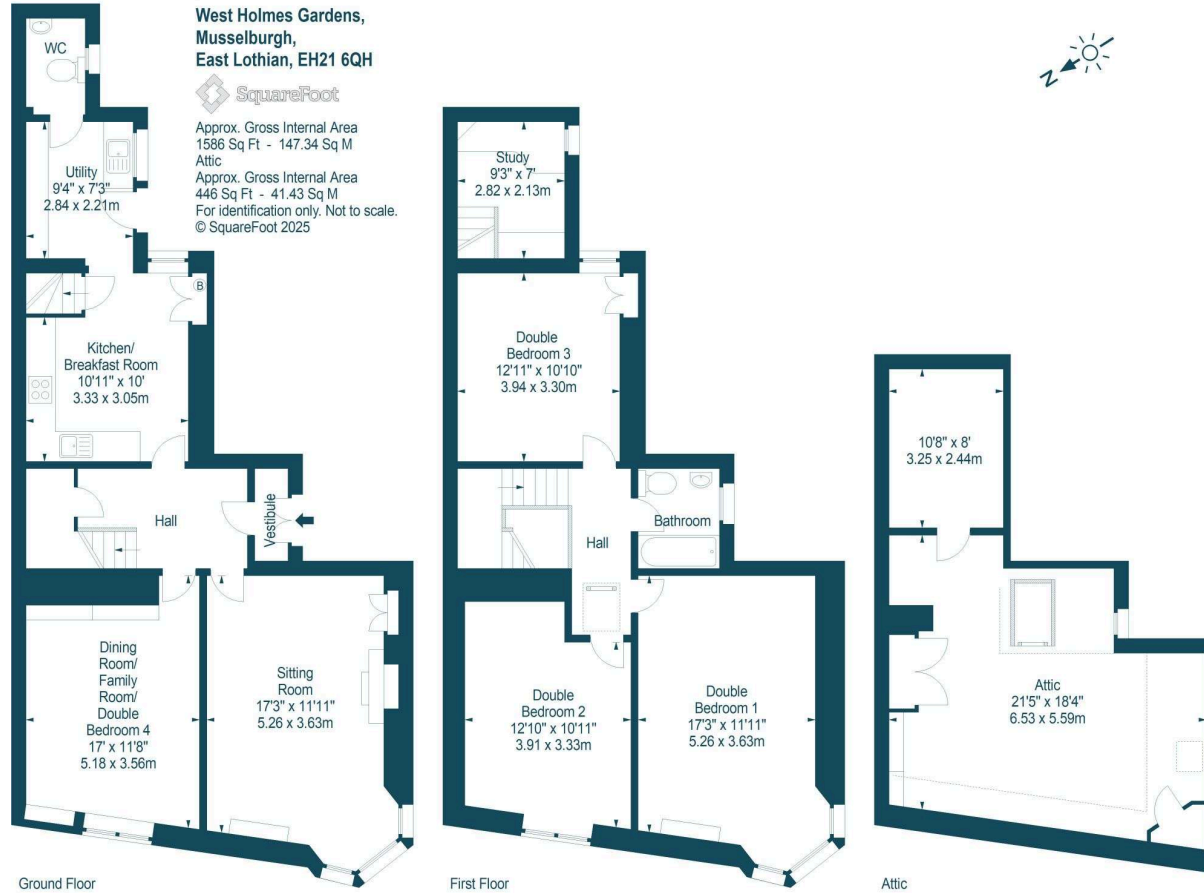 West Holmes Gardens,
Musselburgh,
East Lothian, EH21 6QH
SquareFoot
Approx. Gross Internal Area
1586 Sq Ft - 147.34 Sq M
Attic
Approx. Gross Internal Area
446 Sq Ft - 41.43 Sq M
For identification only. Not to scale.
© SquareFoot 2025
N
WC
Utility
9'4" x 7'3"
2.84 x 2.21m
B
Kitchen/
Breakfast Room
10'11" x 10'
3.33 x 3.05m
Hall
Vestibule
Dining
Room/
Family
Room/
Double
Bedroom 4
17' x 11'8"
5.18 x 3.56m
Sitting
Room
17'3" x 11'11"
5.26 x 3.63m
Ground Floor
Study
9'3" x 7'
2.82 x 2.13m
Double
Bedroom 3
12'11" x 10'10"
3.94 x 3.30m
Bathroom
Hall
Double
Bedroom 2
12'10" x 10'11"
3.91 x 3.33m
Double
Bedroom 1
17'3" x 11'11"
5.26 x 3.63m
First Floor
10'8" x 8'
3.25 x 2.44m
Attic
21'5" x 18'4"
6.53 x 5.59m
Attic